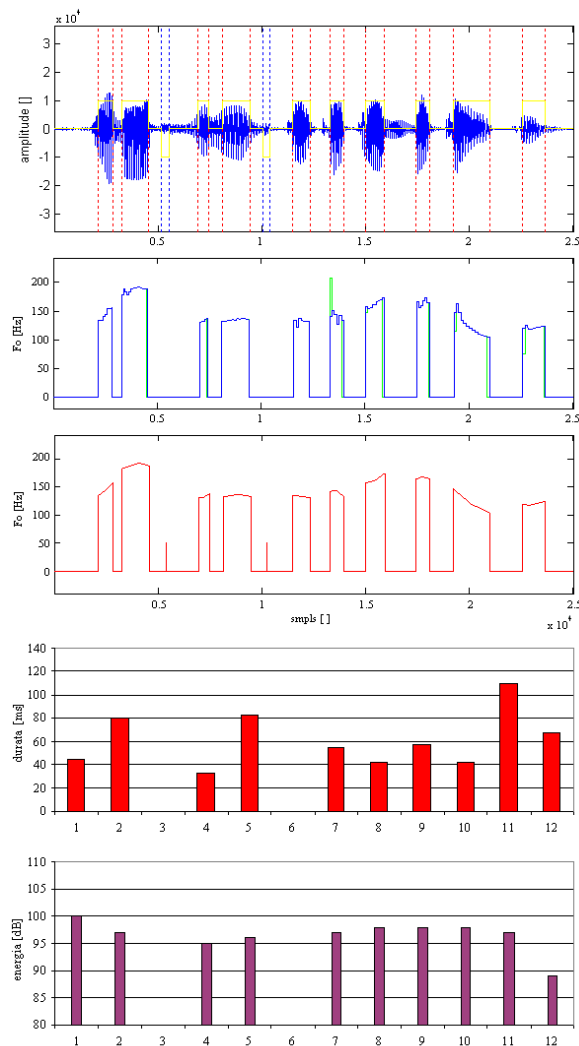 x 10⁴
3
2
1
0
-1
-2
-3
amplitude []
0.5 1 1.5 2 2.5
200
150
100
50
0
Fo [Hz]
0.5 1 1.5 2 2.5
200
150
100
50
0
Fo [Hz]
0.5 1 1.5 2 2.5
smpls [ ]
x 10⁴
140
120
100
80
60
40
20
0
durata [ms]
1 2 3 4 5 6 7 8 9 10 11 12
110
105
100
95
90
85
80
energia [dB]
1 2 3 4 5 6 7 8 9 10 11 12